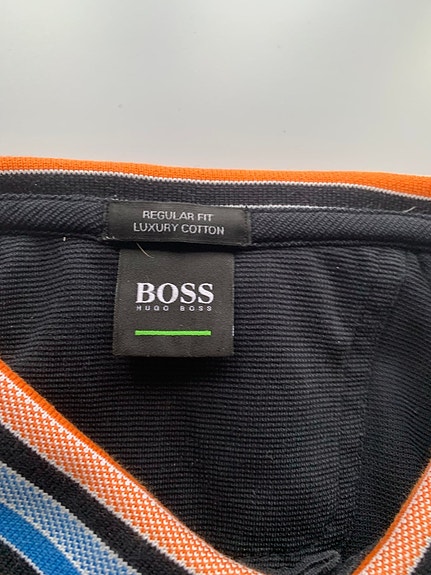 REGULAR FIT
LUXURY COTTON
BOSS
HUGO BOSS